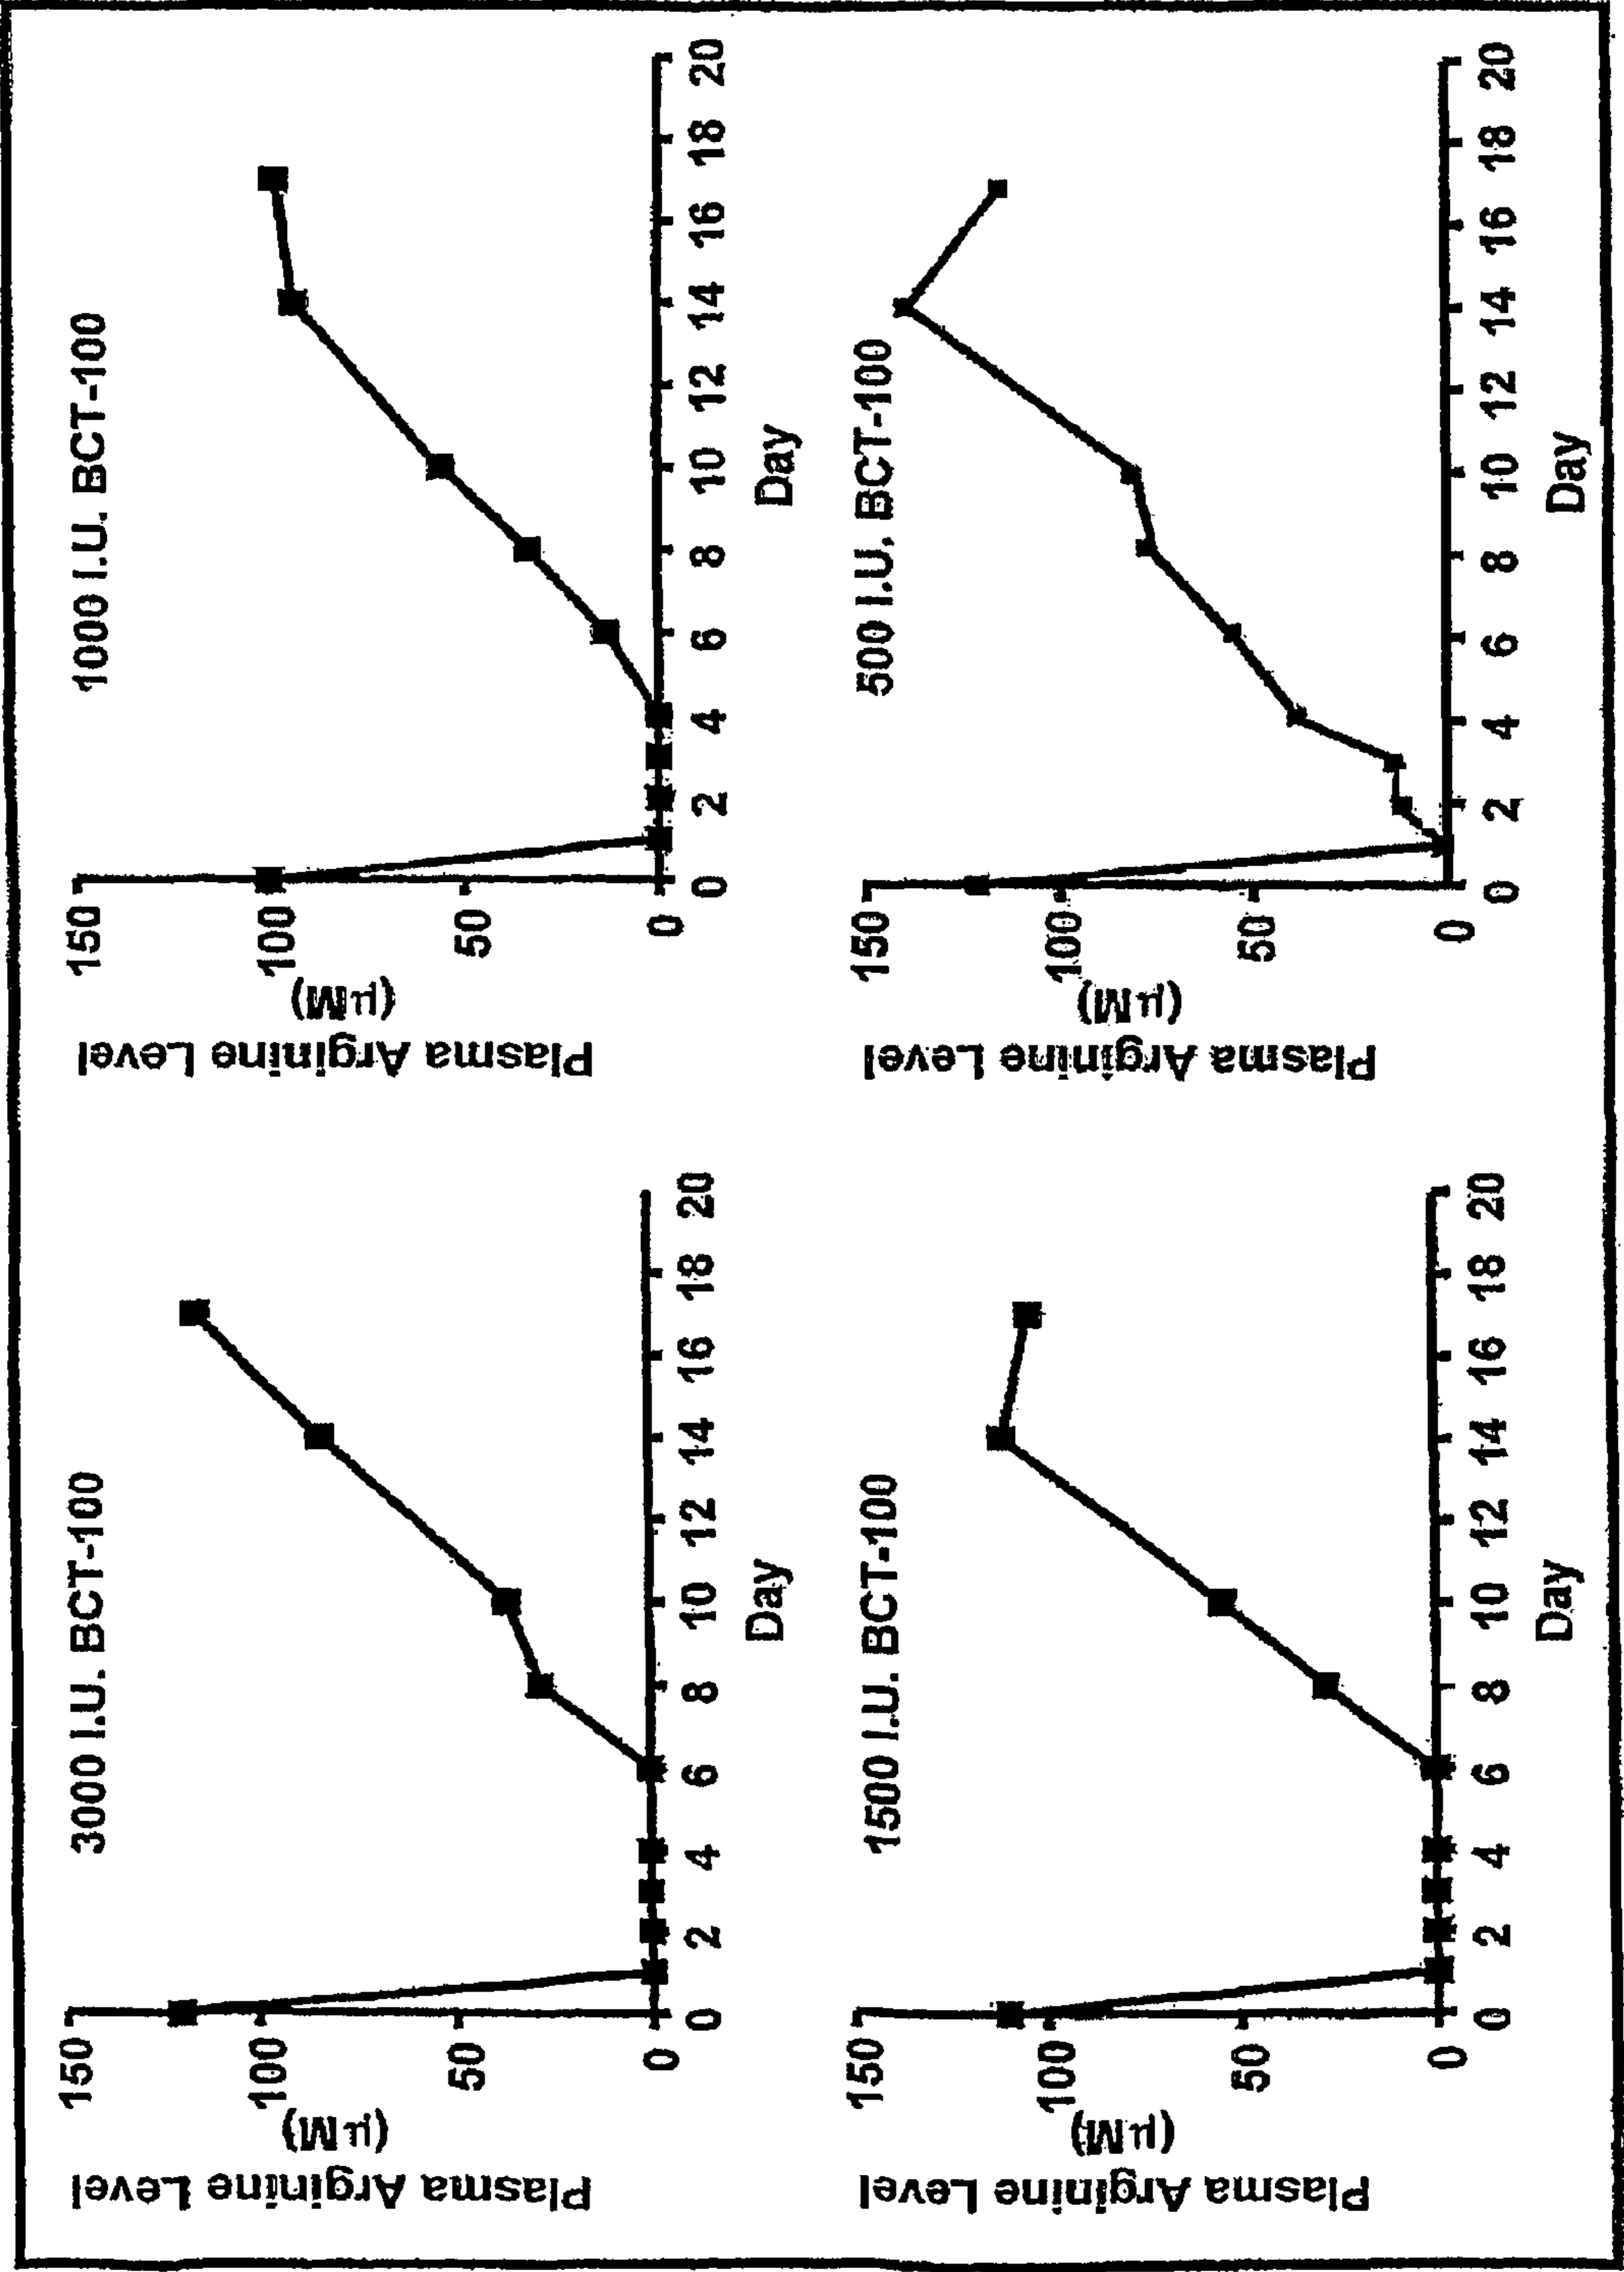 3000 I.U. BCT-100
Plasma Arginine Level
(μM)
150
100
50
0
0 2 4 6 8 10 12 14 16 18 20
Day
1000 I.U. BCT-100
Plasma Arginine Level
(μM)
150
100
50
0
0 2 4 6 8 10 12 14 16 18 20
Day
1500 I.U. BCT-100
Plasma Arginine Level
(μM)
150
100
50
0
0 2 4 6 8 10 12 14 16 18 20
Day
500 I.U. BCT-100
Plasma Arginine Level
(μM)
150
100
50
0
0 2 4 6 8 10 12 14 16 18 20
Day